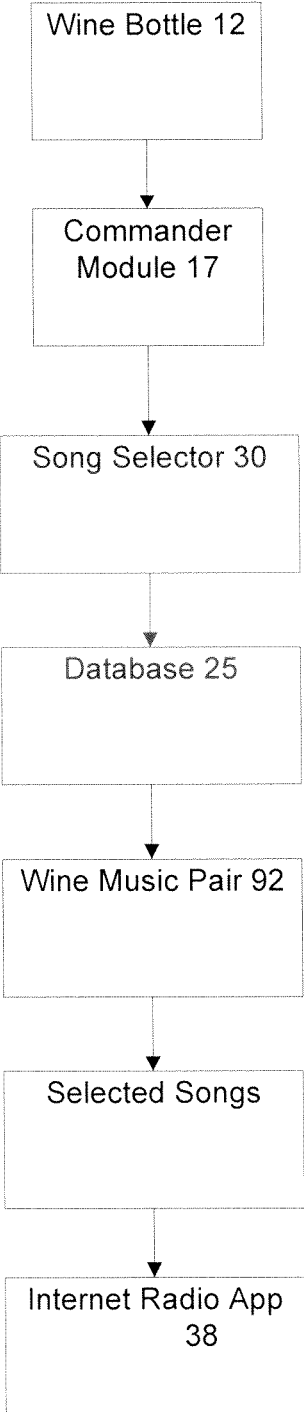 Wine Bottle 12
Commander
Module 17
Song Selector 30
Database 25
Wine Music Pair 92
Selected Songs
Internet Radio App
38